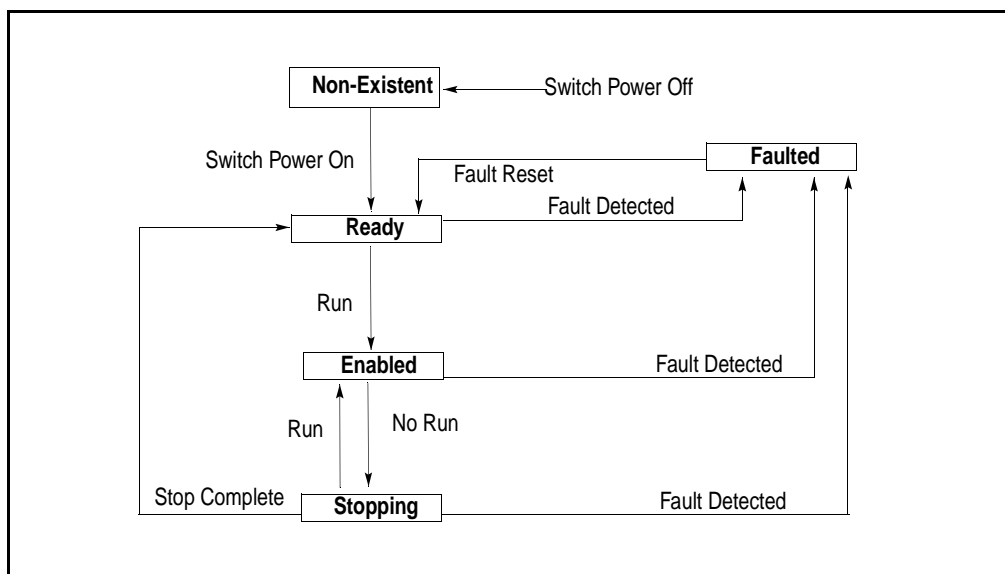 Non-Existent
Switch Power Off
Switch Power On
Faulted
Fault Reset
Fault Detected
Ready
Run
Enabled
Fault Detected
Run
No Run
Stop Complete
Stopping
Fault Detected